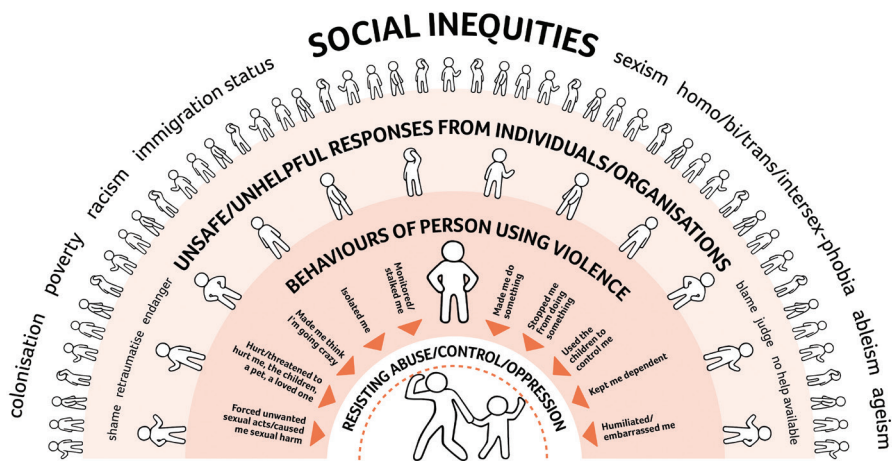 SOCIAL INEQUITIES
colonisation
poverty
racism
immigration status
sexism
homo/bi/trans/intersex-phobia
ableism
ageism
UNSAFE/UNHELPFUL RESPONSES FROM INDIVIDUALS/ORGANISATIONS
shame
retraumatise
endanger
blame
judge
no help available
BEHAVIOURS OF PERSON USING VIOLENCE
Forced unwanted
sexual acts/caused
me sexual harm
Hurt/threatened to
hurt me, the children,
a pet, a loved one
Made me think
I'm going crazy
Isolated me
Monitored/
stalked me
Made me do
something
Stopped me
from doing
something
Used the
children to
control me
Kept me dependent
Humiliated/
embarrassed me
RESISTING ABUSE/CONTROL/OPPRESSION